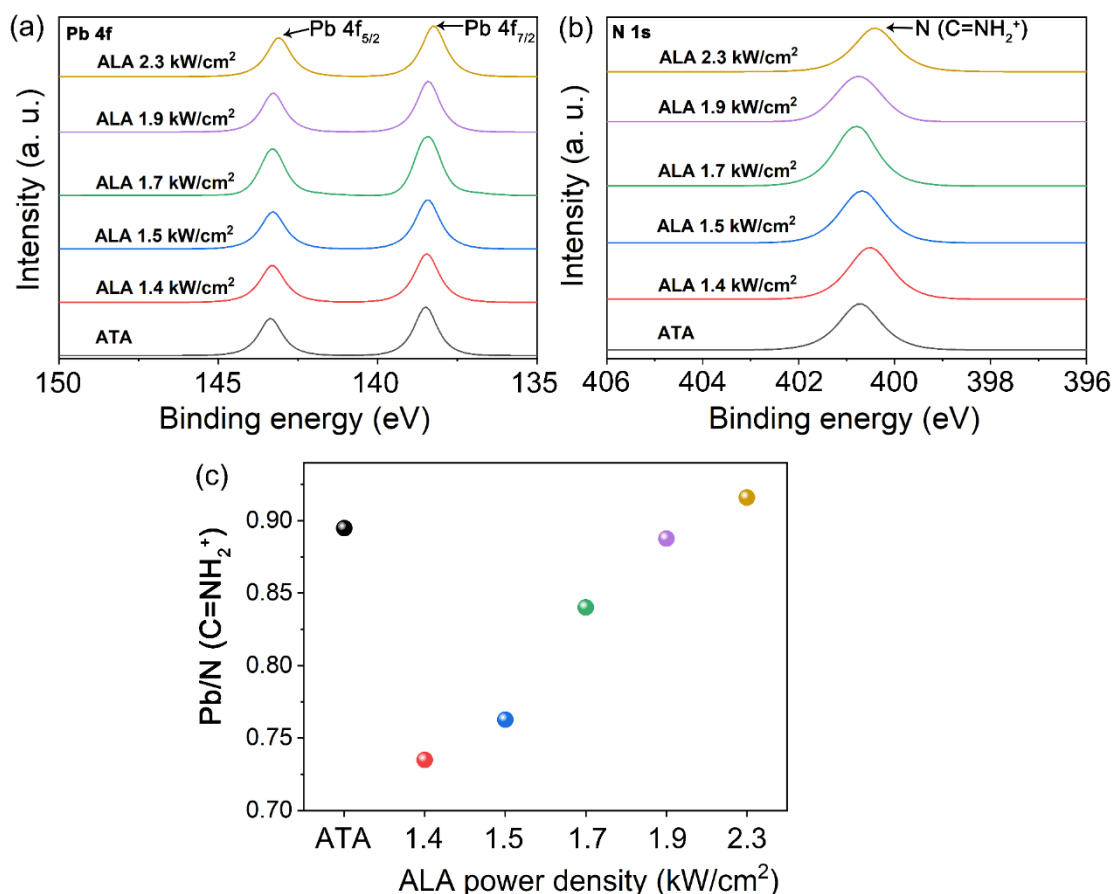 (a)
Pb 4f
Pb 4f5/2
Pb 4f7/2
ALA 2.3 kW/cm²
ALA 1.9 kW/cm²
ALA 1.7 kW/cm²
ALA 1.5 kW/cm²
ALA 1.4 kW/cm²
ATA
Intensity (a. u.)
150 145 140 135
Binding energy (eV)
(b)
N 1s
N (C=NH₂⁺)
ALA 2.3 kW/cm²
ALA 1.9 kW/cm²
ALA 1.7 kW/cm²
ALA 1.5 kW/cm²
ALA 1.4 kW/cm²
ATA
Intensity (a. u.)
406 404 402 400 398 396
Binding energy (eV)
(c)
Pb/N (C=NH₂⁺)
0.90
0.85
0.80
0.75
0.70
ATA 1.4 1.5 1.7 1.9 2.3
ALA power density (kW/cm²)